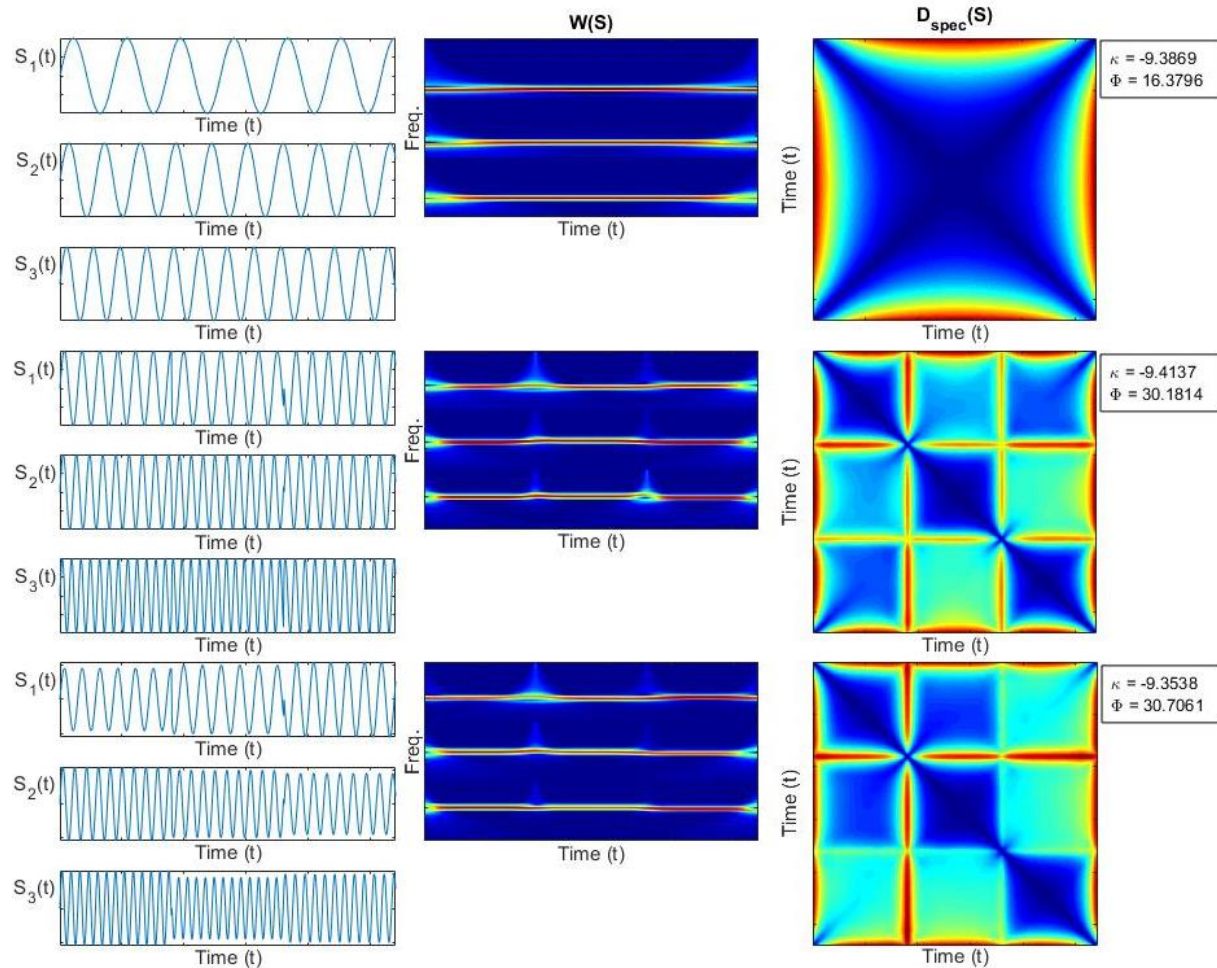 W(S)
D_spec(S)
S_1(t)
Time (t)
S_2(t)
Time (t)
S_3(t)
Time (t)
Freq.
Time (t)
Time (t)
Time (t)
κ = -9.3869
Φ = 16.3796
S_1(t)
Time (t)
S_2(t)
Time (t)
S_3(t)
Time (t)
Freq.
Time (t)
Time (t)
Time (t)
κ = -9.4137
Φ = 30.1814
S_1(t)
Time (t)
S_2(t)
Time (t)
S_3(t)
Time (t)
Freq.
Time (t)
Time (t)
Time (t)
κ = -9.3538
Φ = 30.7061